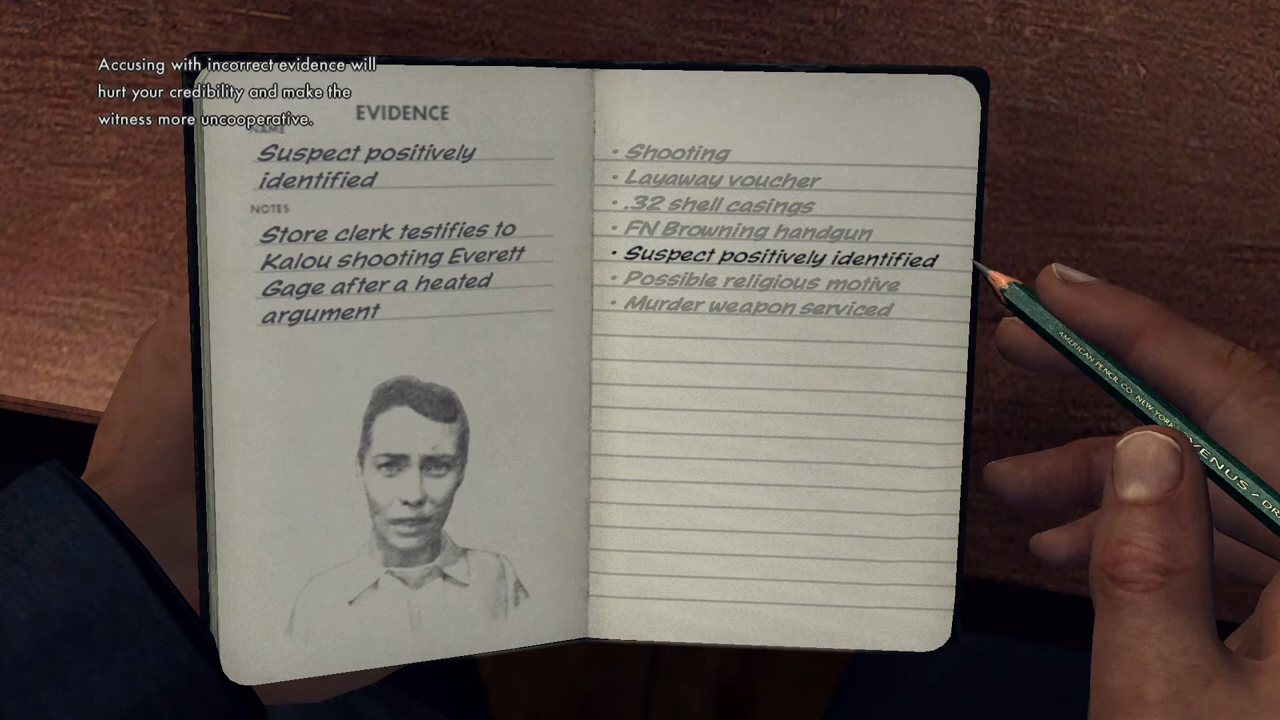 Accusing with incorrect evidence will
hurt your credibility and make the
witness more uncooperative.
EVIDENCE
NAME
Suspect positively
identified
NOTES
Store clerk testifies to
Kalou shooting Everett
Gage after a heated
argument
• Shooting
• Layaway voucher
• .32 shell casings
• FN Browning handgun
• Suspect positively identified
• Possible religious motive
• Murder weapon serviced
AMERICAN PENCIL CO. NEW YORK VENUS / DR